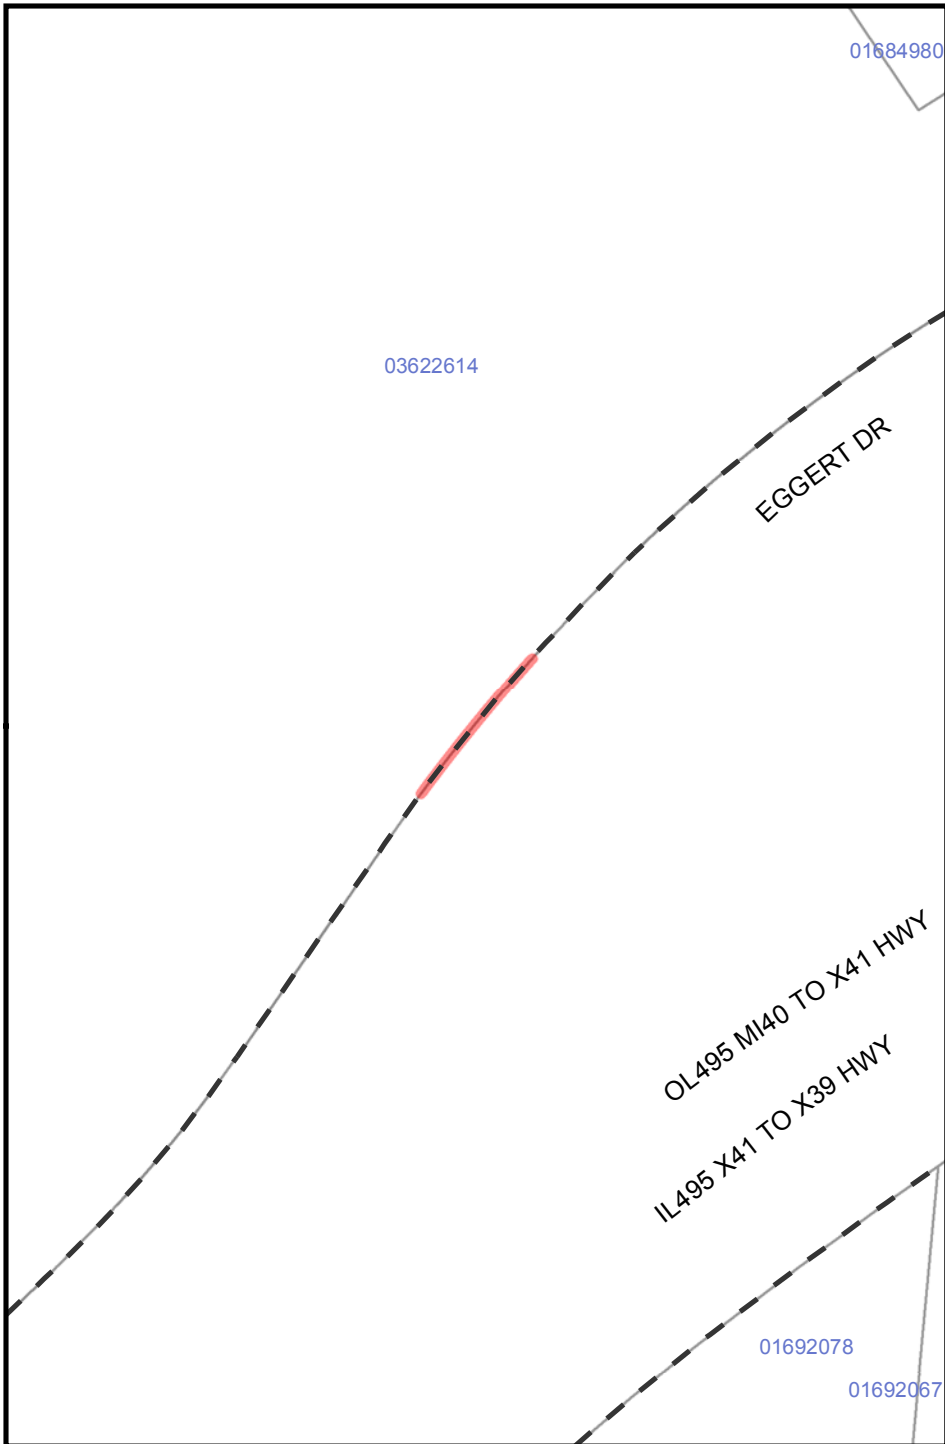 01684980
03622614
EGGERT DR
OL495 MI40 TO X41 HWY
IL495 X41 TO X39 HWY
01692078
01692067